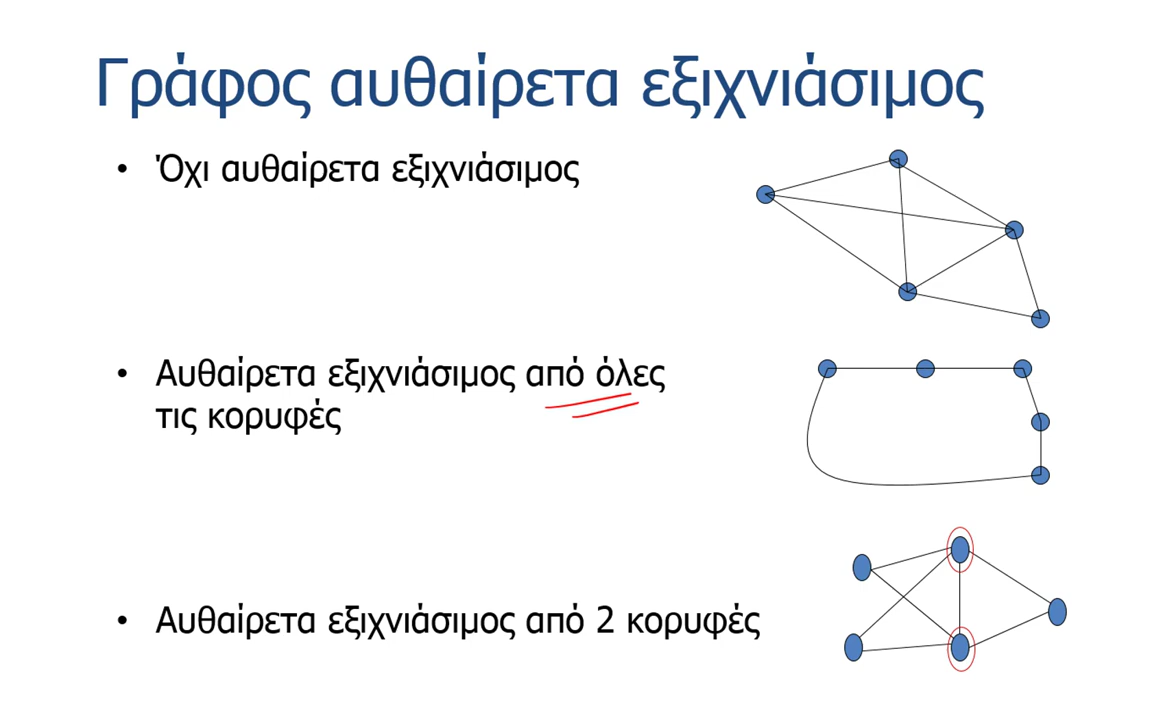 Γράφος αυθαίρετα εξιχνιάσιμος
• Όχι αυθαίρετα εξιχνιάσιμος
• Αυθαίρετα εξιχνιάσιμος από όλες
τις κορυφές
• Αυθαίρετα εξιχνιάσιμος από 2 κορυφές